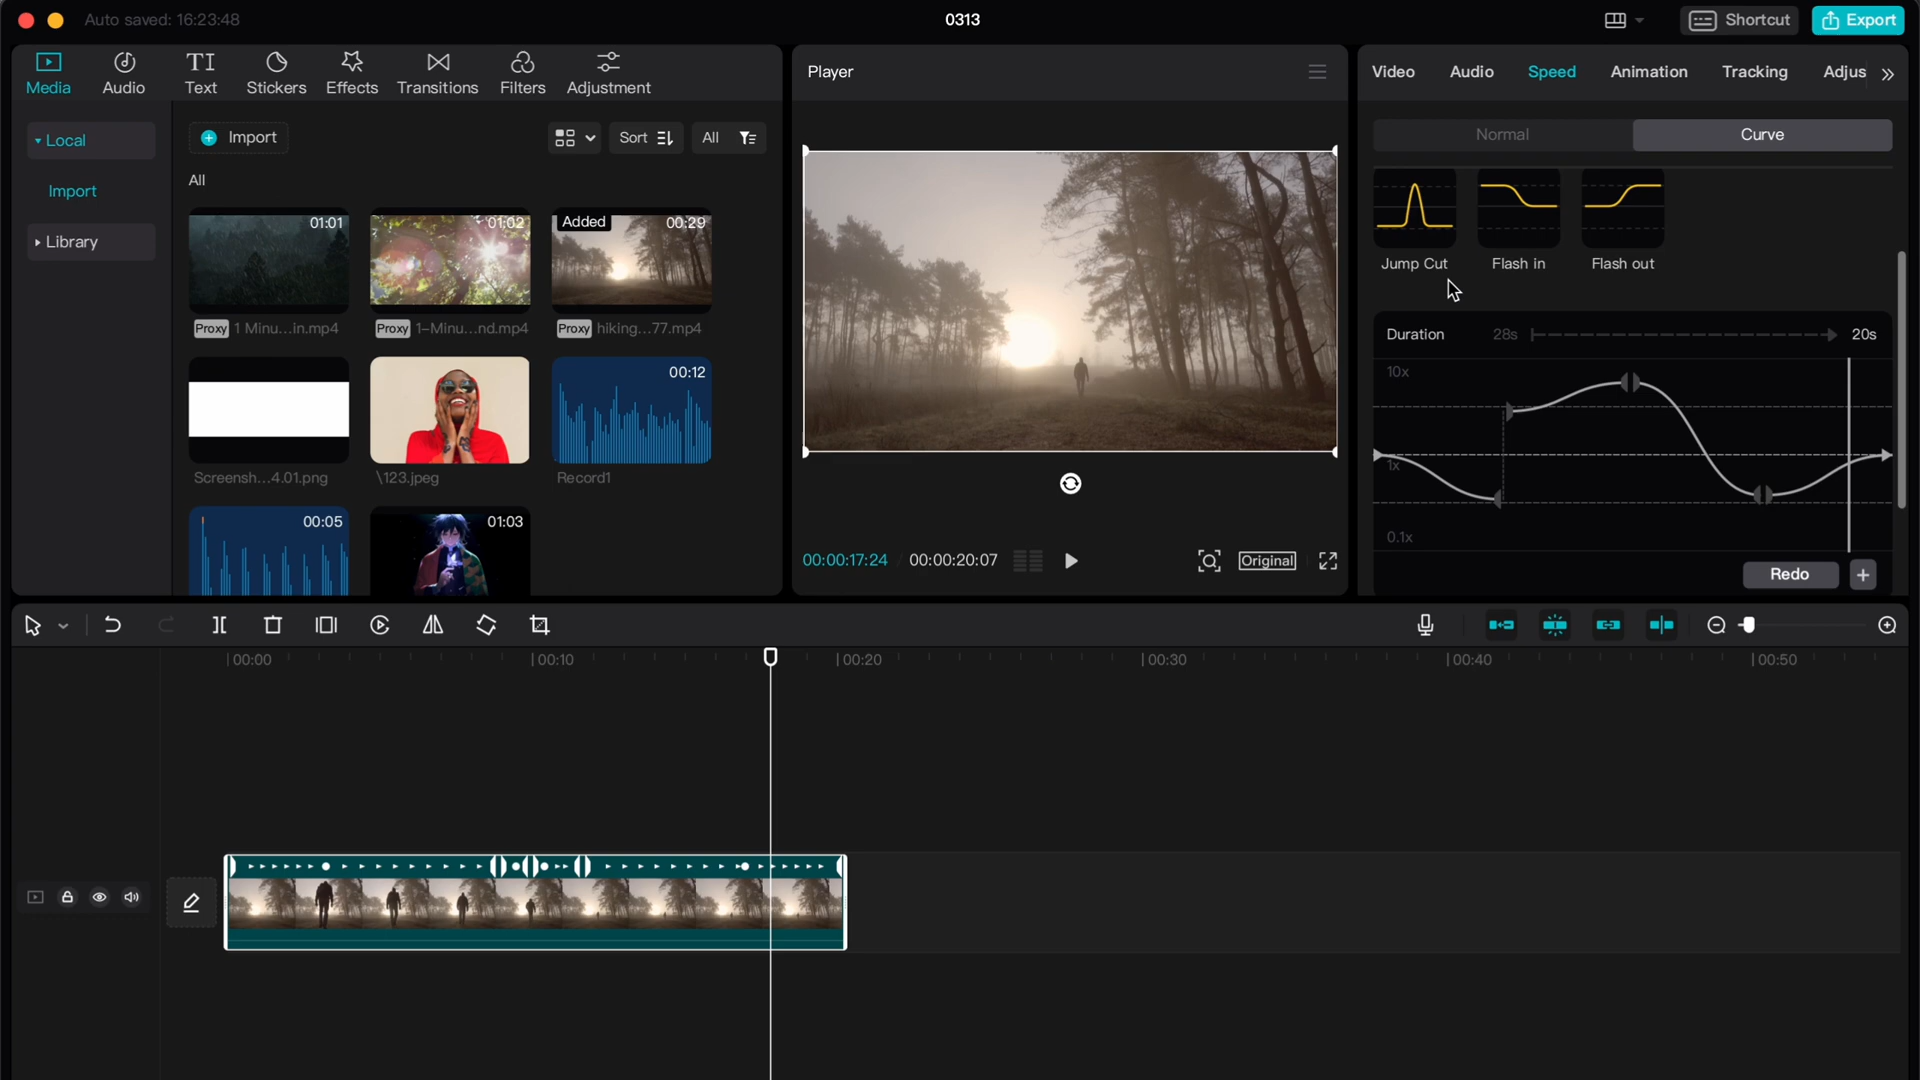 Auto saved: 16:23:48
0313
Shortcut
Export
Media
Audio
TI
Text
Stickers
Effects
Transitions
Filters
Adjustment
Local
Import
Library
Import
Sort
All
All
01:01
Proxy 1 Minu...in.mp4
01:02
Proxy 1-Minu...nd.mp4
Added
00:29
Proxy hiking...77.mp4
Screensh...4.01.png
\123.jpeg
00:12
Record1
00:05
01:03
Player
00:00:17:24 / 00:00:20:07
Original
Video
Audio
Speed
Animation
Tracking
Adjus
Normal
Curve
Jump Cut
Flash in
Flash out
Duration
28s
20s
10x
1x
0.1x
Redo
00:00
00:10
00:20
00:30
00:40
00:50